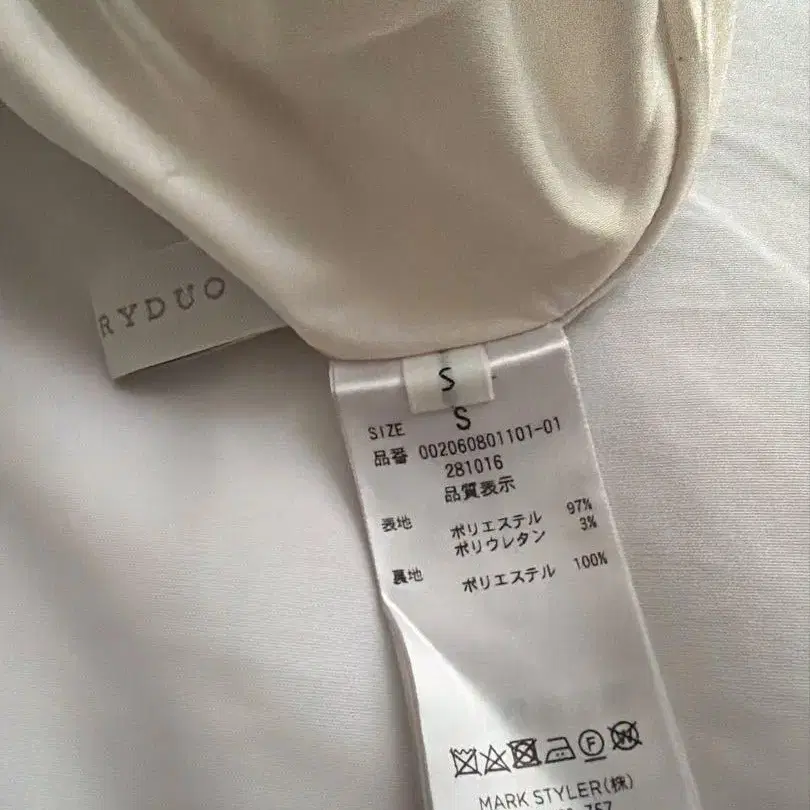 RYDUO
S
SIZE S
品番 002060801101-01
281016
品質表示
表地 ポリエステル 97%
ポリウレタン 3%
裏地 ポリエステル 100%
F W
MARK STYLER(株)